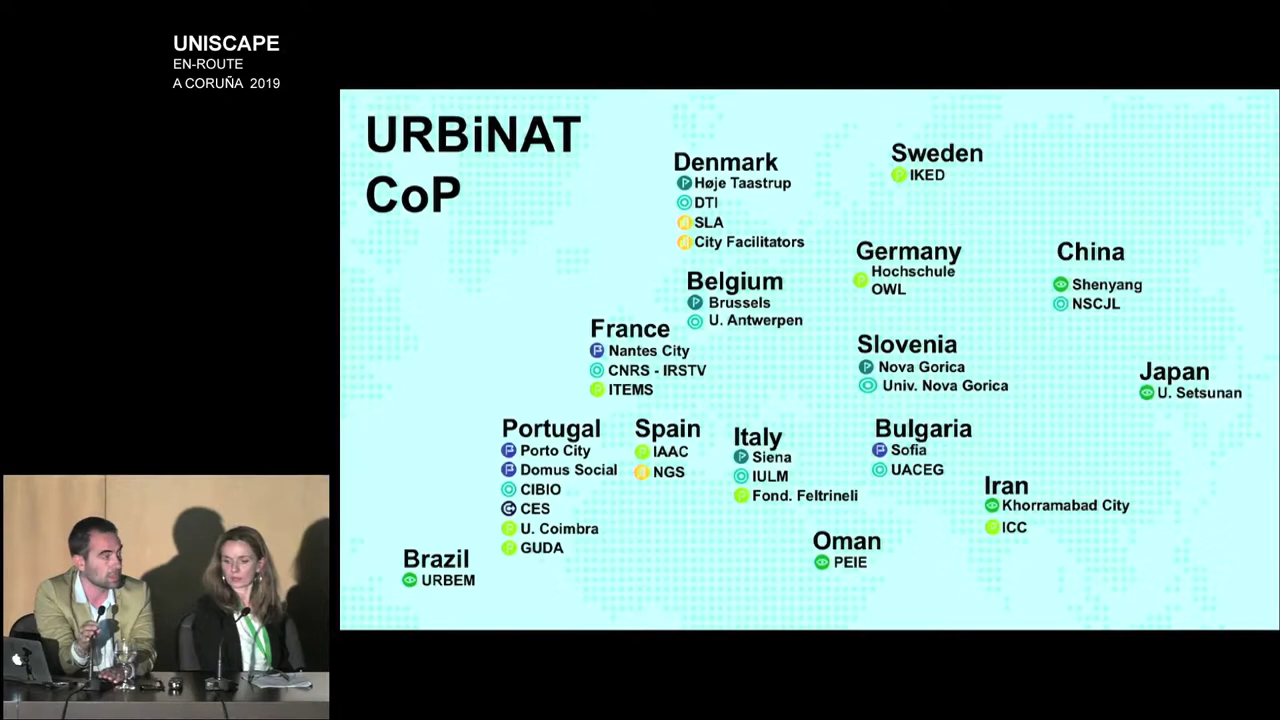 UNISCAPE
EN-ROUTE
A CORUÑA 2019
URBiNAT
CoP
Denmark
Høje Taastrup
DTI
SLA
City Facilitators
Sweden
IKED
Germany
Hochschule
OWL
China
Shenyang
NSCJL
Belgium
Brussels
U. Antwerpen
France
Nantes City
CNRS - IRSTV
ITEMS
Slovenia
Nova Gorica
Univ. Nova Gorica
Japan
U. Setsunan
Portugal
Porto City
Domus Social
CIBIO
CES
U. Coimbra
GUDA
Spain
IAAC
NGS
Italy
Siena
IULM
Fond. Feltrineli
Bulgaria
Sofia
UACEG
Iran
Khorramabad City
ICC
Oman
PEIE
Brazil
URBEM